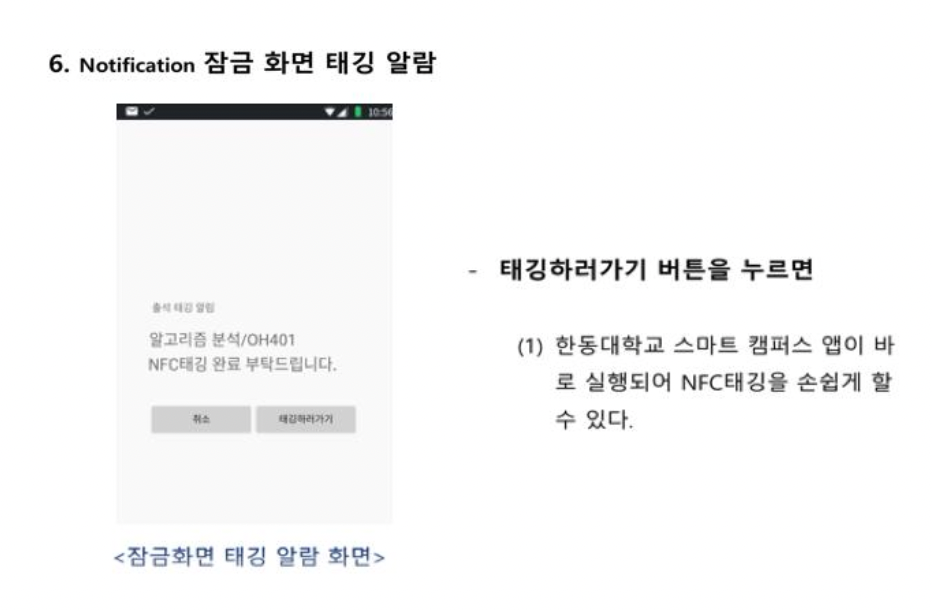 6. Notification 잠금 화면 태깅 알람
10:56
출석 태깅 알림
알고리즘 분석/OH401
NFC태깅 완료 부탁드립니다.
취소
태깅하러가기
<잠금화면 태깅 알람 화면>
- 태깅하러가기 버튼을 누르면
(1) 한동대학교 스마트 캠퍼스 앱이 바
로 실행되어 NFC태깅을 손쉽게 할
수 있다.